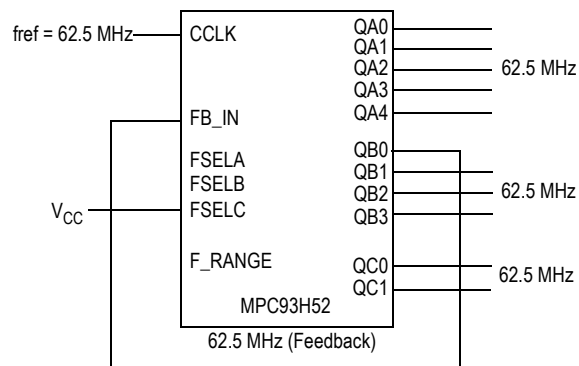 fref = 62.5 MHz
CCLK
QA0
QA1
QA2
62.5 MHz
QA3
QA4
FB_IN
QB0
FSELA
QB1
FSELB
QB2
62.5 MHz
VCC
FSELC
QB3
F_RANGE
QC0
62.5 MHz
QC1
MPC93H52
62.5 MHz (Feedback)